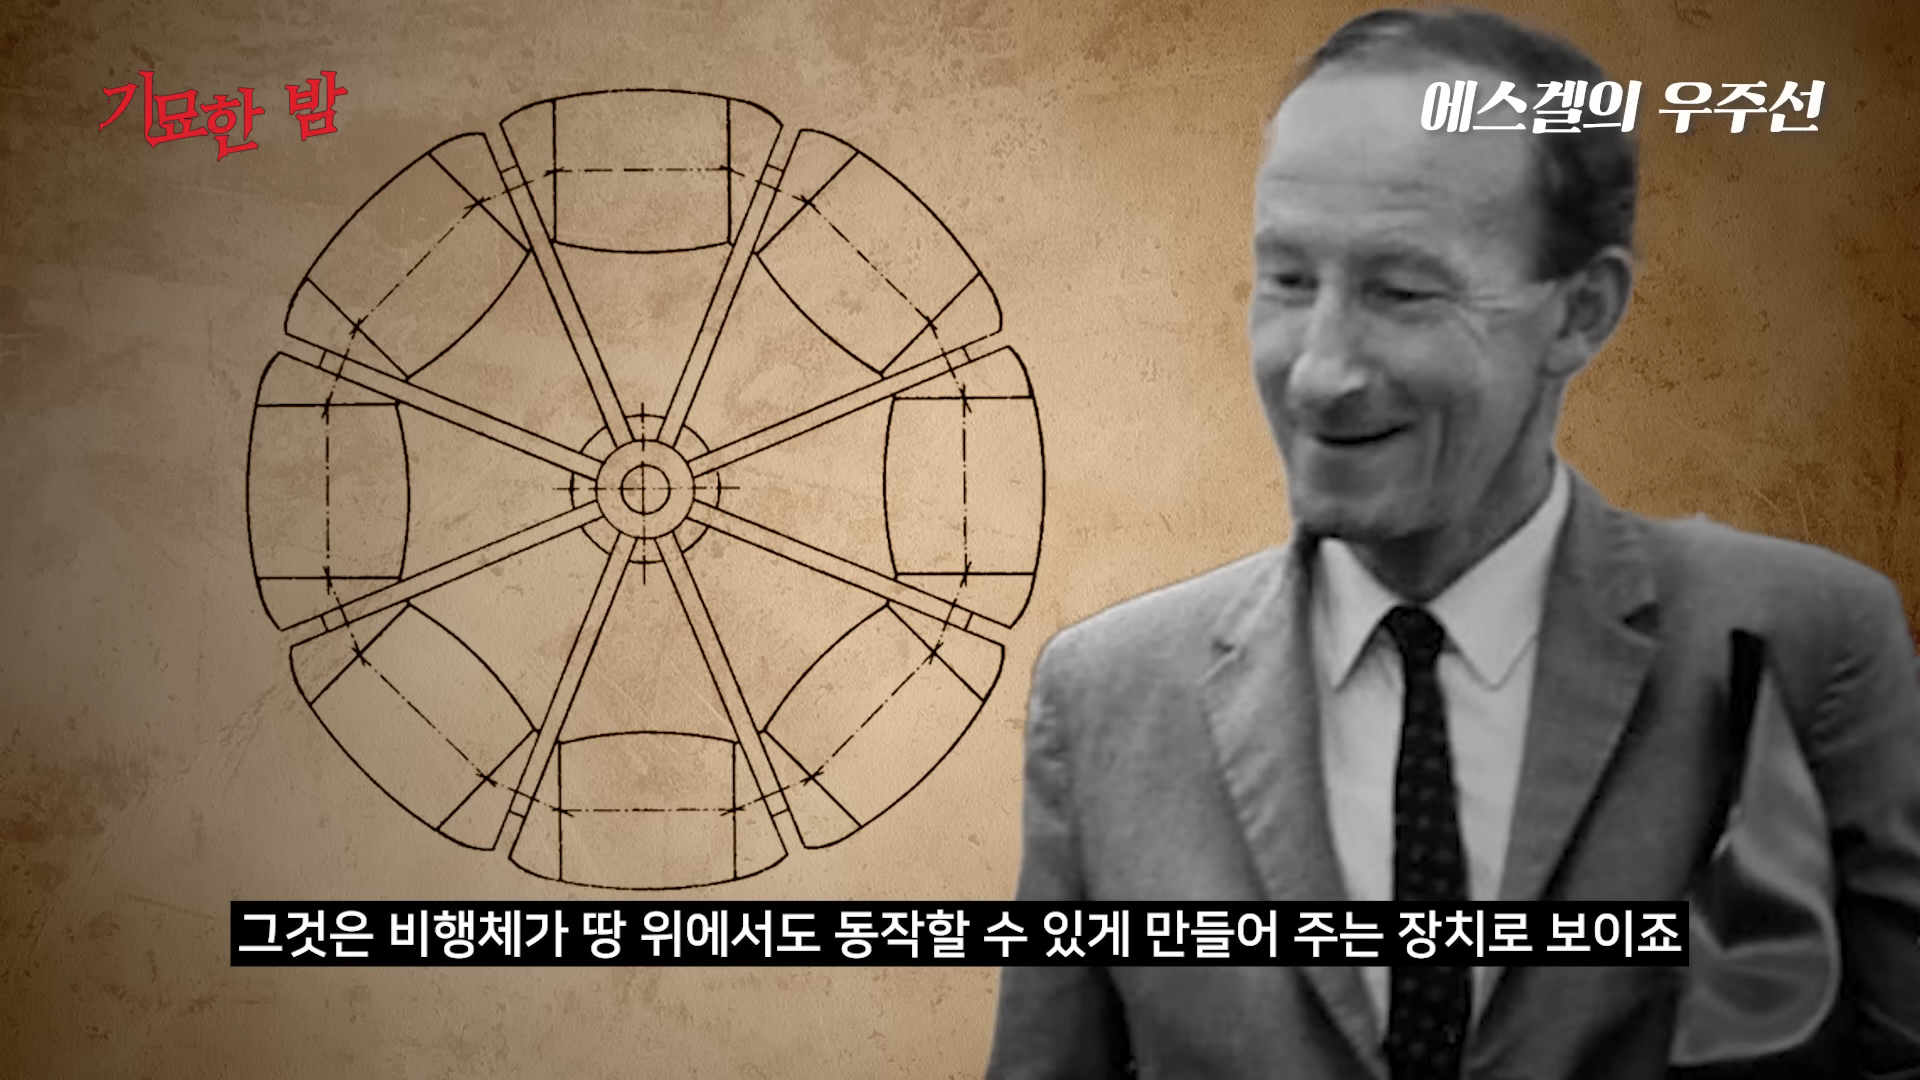 기묘한 밤
에스겔의 우주선
그것은 비행체가 땅 위에서도 동작할 수 있게 만들어 주는 장치로 보이죠